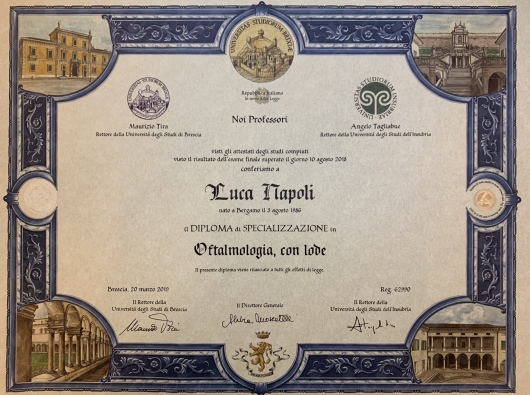 UNIVERSITAS STUDIORUM BRIXIAE
Repubblica Italiana
In nome della Legge
Noi Professori
Maurizio Tira
Rettore della Università degli Studi di Brescia
Angelo Tagliabue
Rettore della Università degli Studi dell'Insubria
visti gli attestati degli studi compiuti
visto il risultato dell'esame finale superato il giorno 10 agosto 2018
conferiamo a
Luca Napoli
nato a Bergamo il 5 agosto 1986
il DIPLOMA di SPECIALIZZAZIONE in
Oftalmologia, con lode
Il presente diploma viene rilasciato a tutti gli effetti di legge.
Brescia, 20 marzo 2019
Reg. 62990
Il Rettore della
Università degli Studi di Brescia
Il Direttore Generale
Il Rettore della
Università degli Studi dell'Insubria